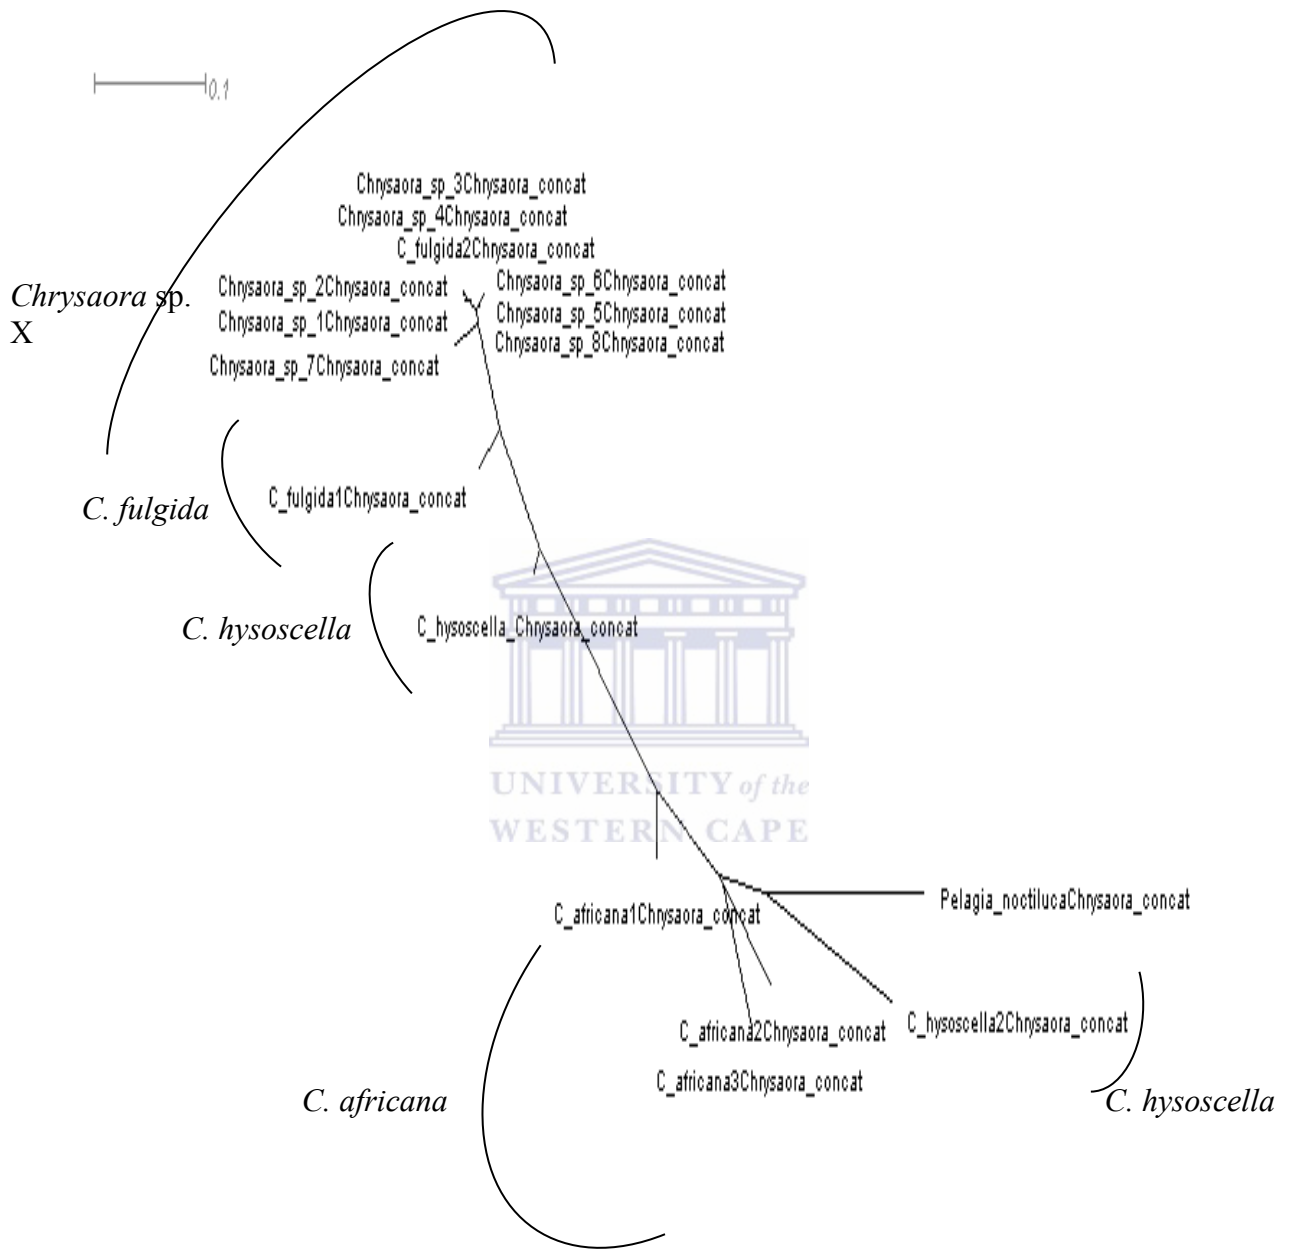 0.1
Chrysaora_sp_3Chrysaora_concat
Chrysaora_sp_4Chrysaora_concat
C_fulgida2Chrysaora_concat
Chrysaora_sp_2Chrysaora_concat
Chrysaora_sp_6Chrysaora_concat
Chrysaora sp.
X
Chrysaora_sp_1Chrysaora_concat
Chrysaora_sp_5Chrysaora_concat
Chrysaora_sp_8Chrysaora_concat
Chrysaora_sp_7Chrysaora_concat
C. fulgida
C_fulgida1Chrysaora_concat
C. hysoscella
C_hysoscella_Chrysaora_concat
UNIVERSITY of the
WESTERN CAPE
Pelagia_noctilucaChrysaora_concat
C_africana1Chrysaora_concat
C_africana2Chrysaora_concat
C_hysoscella2Chrysaora_concat
C_africana3Chrysaora_concat
C. africana
C. hysoscella